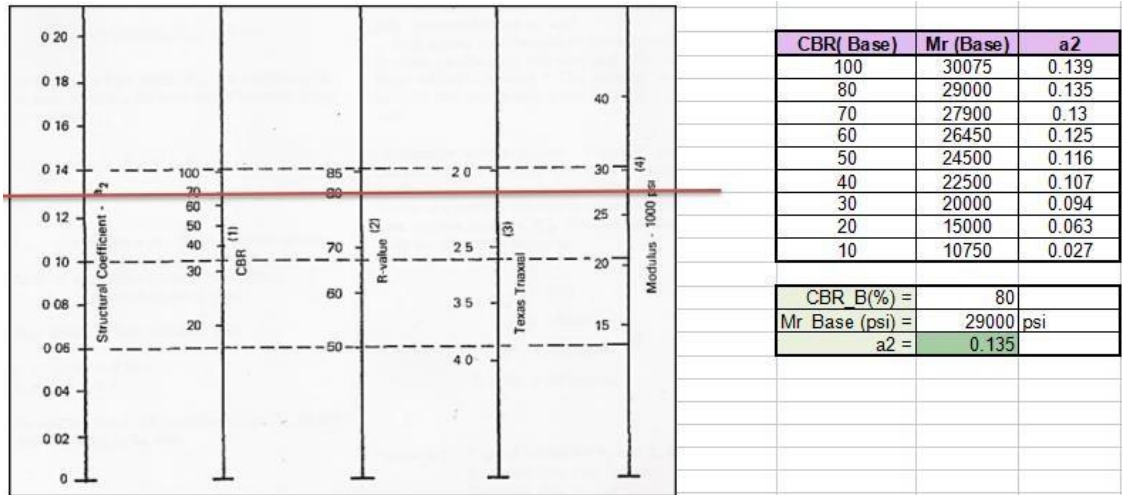 0 20
0 18
0 16
0 14
0 12
0 10
0 08
0 06
0 04
0 02
0
Structural Coefficient - a2
100
70
60
50
40
30
20
CBR (1)
85
80
70
60
50
R-value (2)
2 0
2 5
3 5
4 0
Texas Triaxial (3)
40
30
25
20
15
Modulus - 1000 psi (4)
CBR( Base) Mr (Base) a2
100 30075 0.139
80 29000 0.135
70 27900 0.13
60 26450 0.125
50 24500 0.116
40 22500 0.107
30 20000 0.094
20 15000 0.063
10 10750 0.027
CBR_B(%) = 80
Mr Base (psi) = 29000 psi
a2 = 0.135